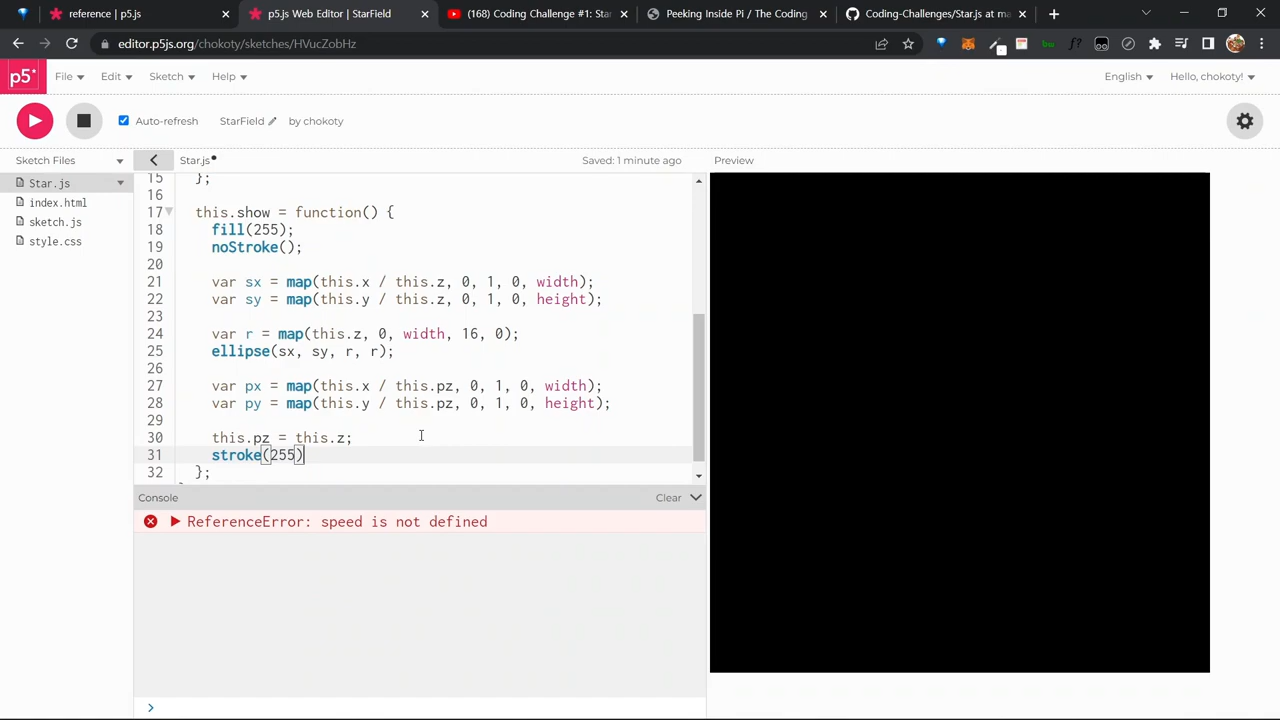 reference | p5.js
p5.js Web Editor | StarField
(168) Coding Challenge #1: Star
Peeking Inside Pi / The Coding
Coding-Challenges/Star.js at ma
editor.p5js.org/chokoty/sketches/HVucZobHz
p5*
File
Edit
Sketch
Help
English
Hello, chokoty!
Auto-refresh
StarField
by chokoty
Sketch Files
Star.js
Saved: 1 minute ago
Preview
Star.js
index.html
sketch.js
style.css
15 };
16
17 this.show = function() {
18 fill(255);
19 noStroke();
20
21 var sx = map(this.x / this.z, 0, 1, 0, width);
22 var sy = map(this.y / this.z, 0, 1, 0, height);
23
24 var r = map(this.z, 0, width, 16, 0);
25 ellipse(sx, sy, r, r);
26
27 var px = map(this.x / this.pz, 0, 1, 0, width);
28 var py = map(this.y / this.pz, 0, 1, 0, height);
29
30 this.pz = this.z;
31 stroke(255)
32 };
Console
Clear
ReferenceError: speed is not defined
>